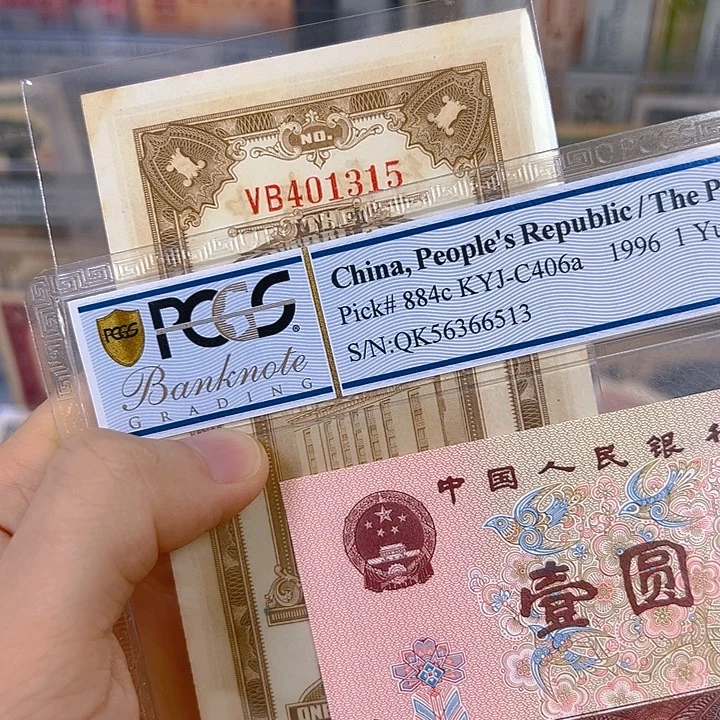 NO.
VB401315
PCGS
PCGS®
Banknote
GRADING
China, People's Republic / The P
Pick# 884c KYJ-C406a 1996 1 Yu
S/N:QK56366513
中国人民银
壹圆